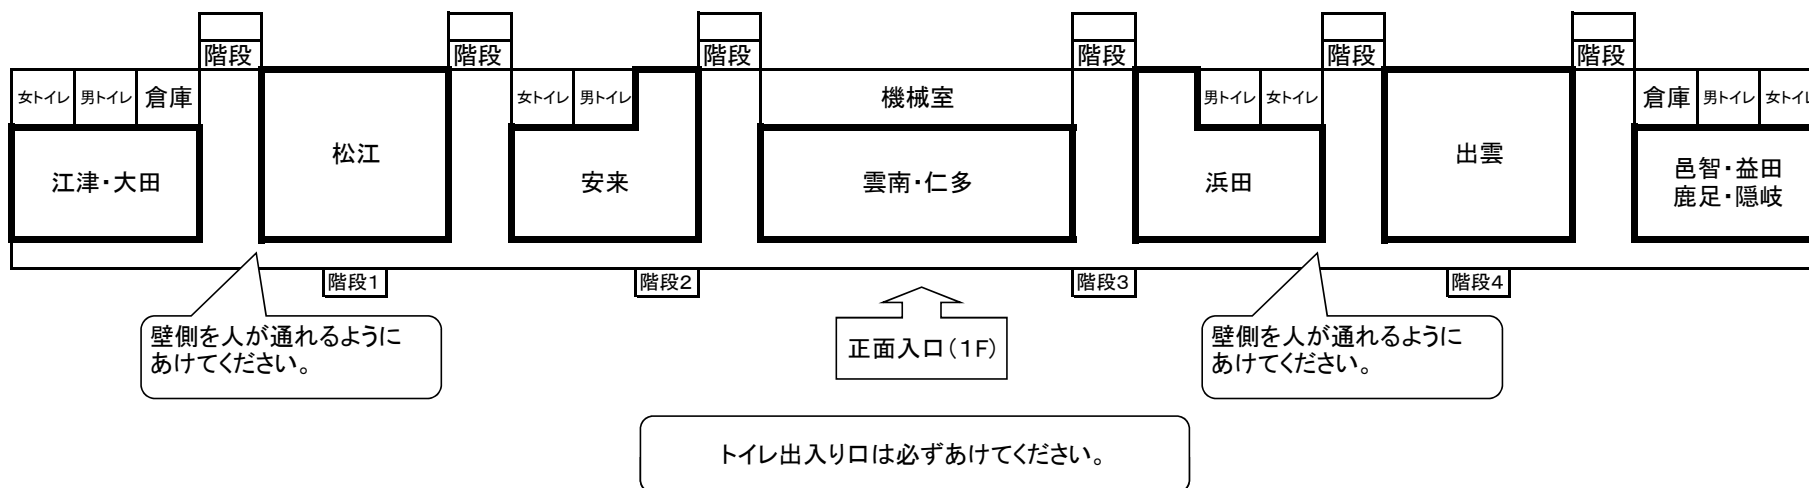 階段
階段
階段
階段
階段
階段
女トイレ
男トイレ
倉庫
松江
女トイレ
男トイレ
機械室
男トイレ
女トイレ
出雲
倉庫
男トイレ
女トイレ
江津・大田
安来
雲南・仁多
浜田
邑智・益田
鹿足・隠岐
階段1
階段2
階段3
階段4
壁側を人が通れるように
あけてください。
正面入口(1F)
壁側を人が通れるように
あけてください。
トイレ出入り口は必ずあけてください。